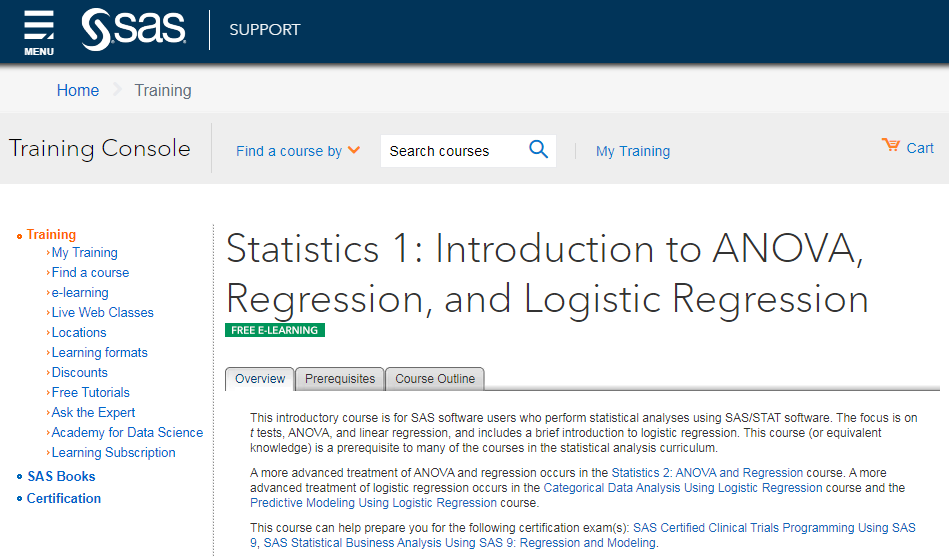 MENU
sas
SUPPORT
Home
Training
Training Console
Find a course by
Search courses
My Training
Cart
Training
My Training
Find a course
e-learning
Live Web Classes
Locations
Learning formats
Discounts
Free Tutorials
Ask the Expert
Academy for Data Science
Learning Subscription
SAS Books
Certification
Statistics 1: Introduction to ANOVA,
Regression, and Logistic Regression
FREE E-LEARNING
Overview
Prerequisites
Course Outline
This introductory course is for SAS software users who perform statistical analyses using SAS/STAT software. The focus is on
t tests, ANOVA, and linear regression, and includes a brief introduction to logistic regression. This course (or equivalent
knowledge) is a prerequisite to many of the courses in the statistical analysis curriculum.
A more advanced treatment of ANOVA and regression occurs in the Statistics 2: ANOVA and Regression course. A more
advanced treatment of logistic regression occurs in the Categorical Data Analysis Using Logistic Regression course and the
Predictive Modeling Using Logistic Regression course.
This course can help prepare you for the following certification exam(s): SAS Certified Clinical Trials Programming Using SAS
9, SAS Statistical Business Analysis Using SAS 9: Regression and Modeling.